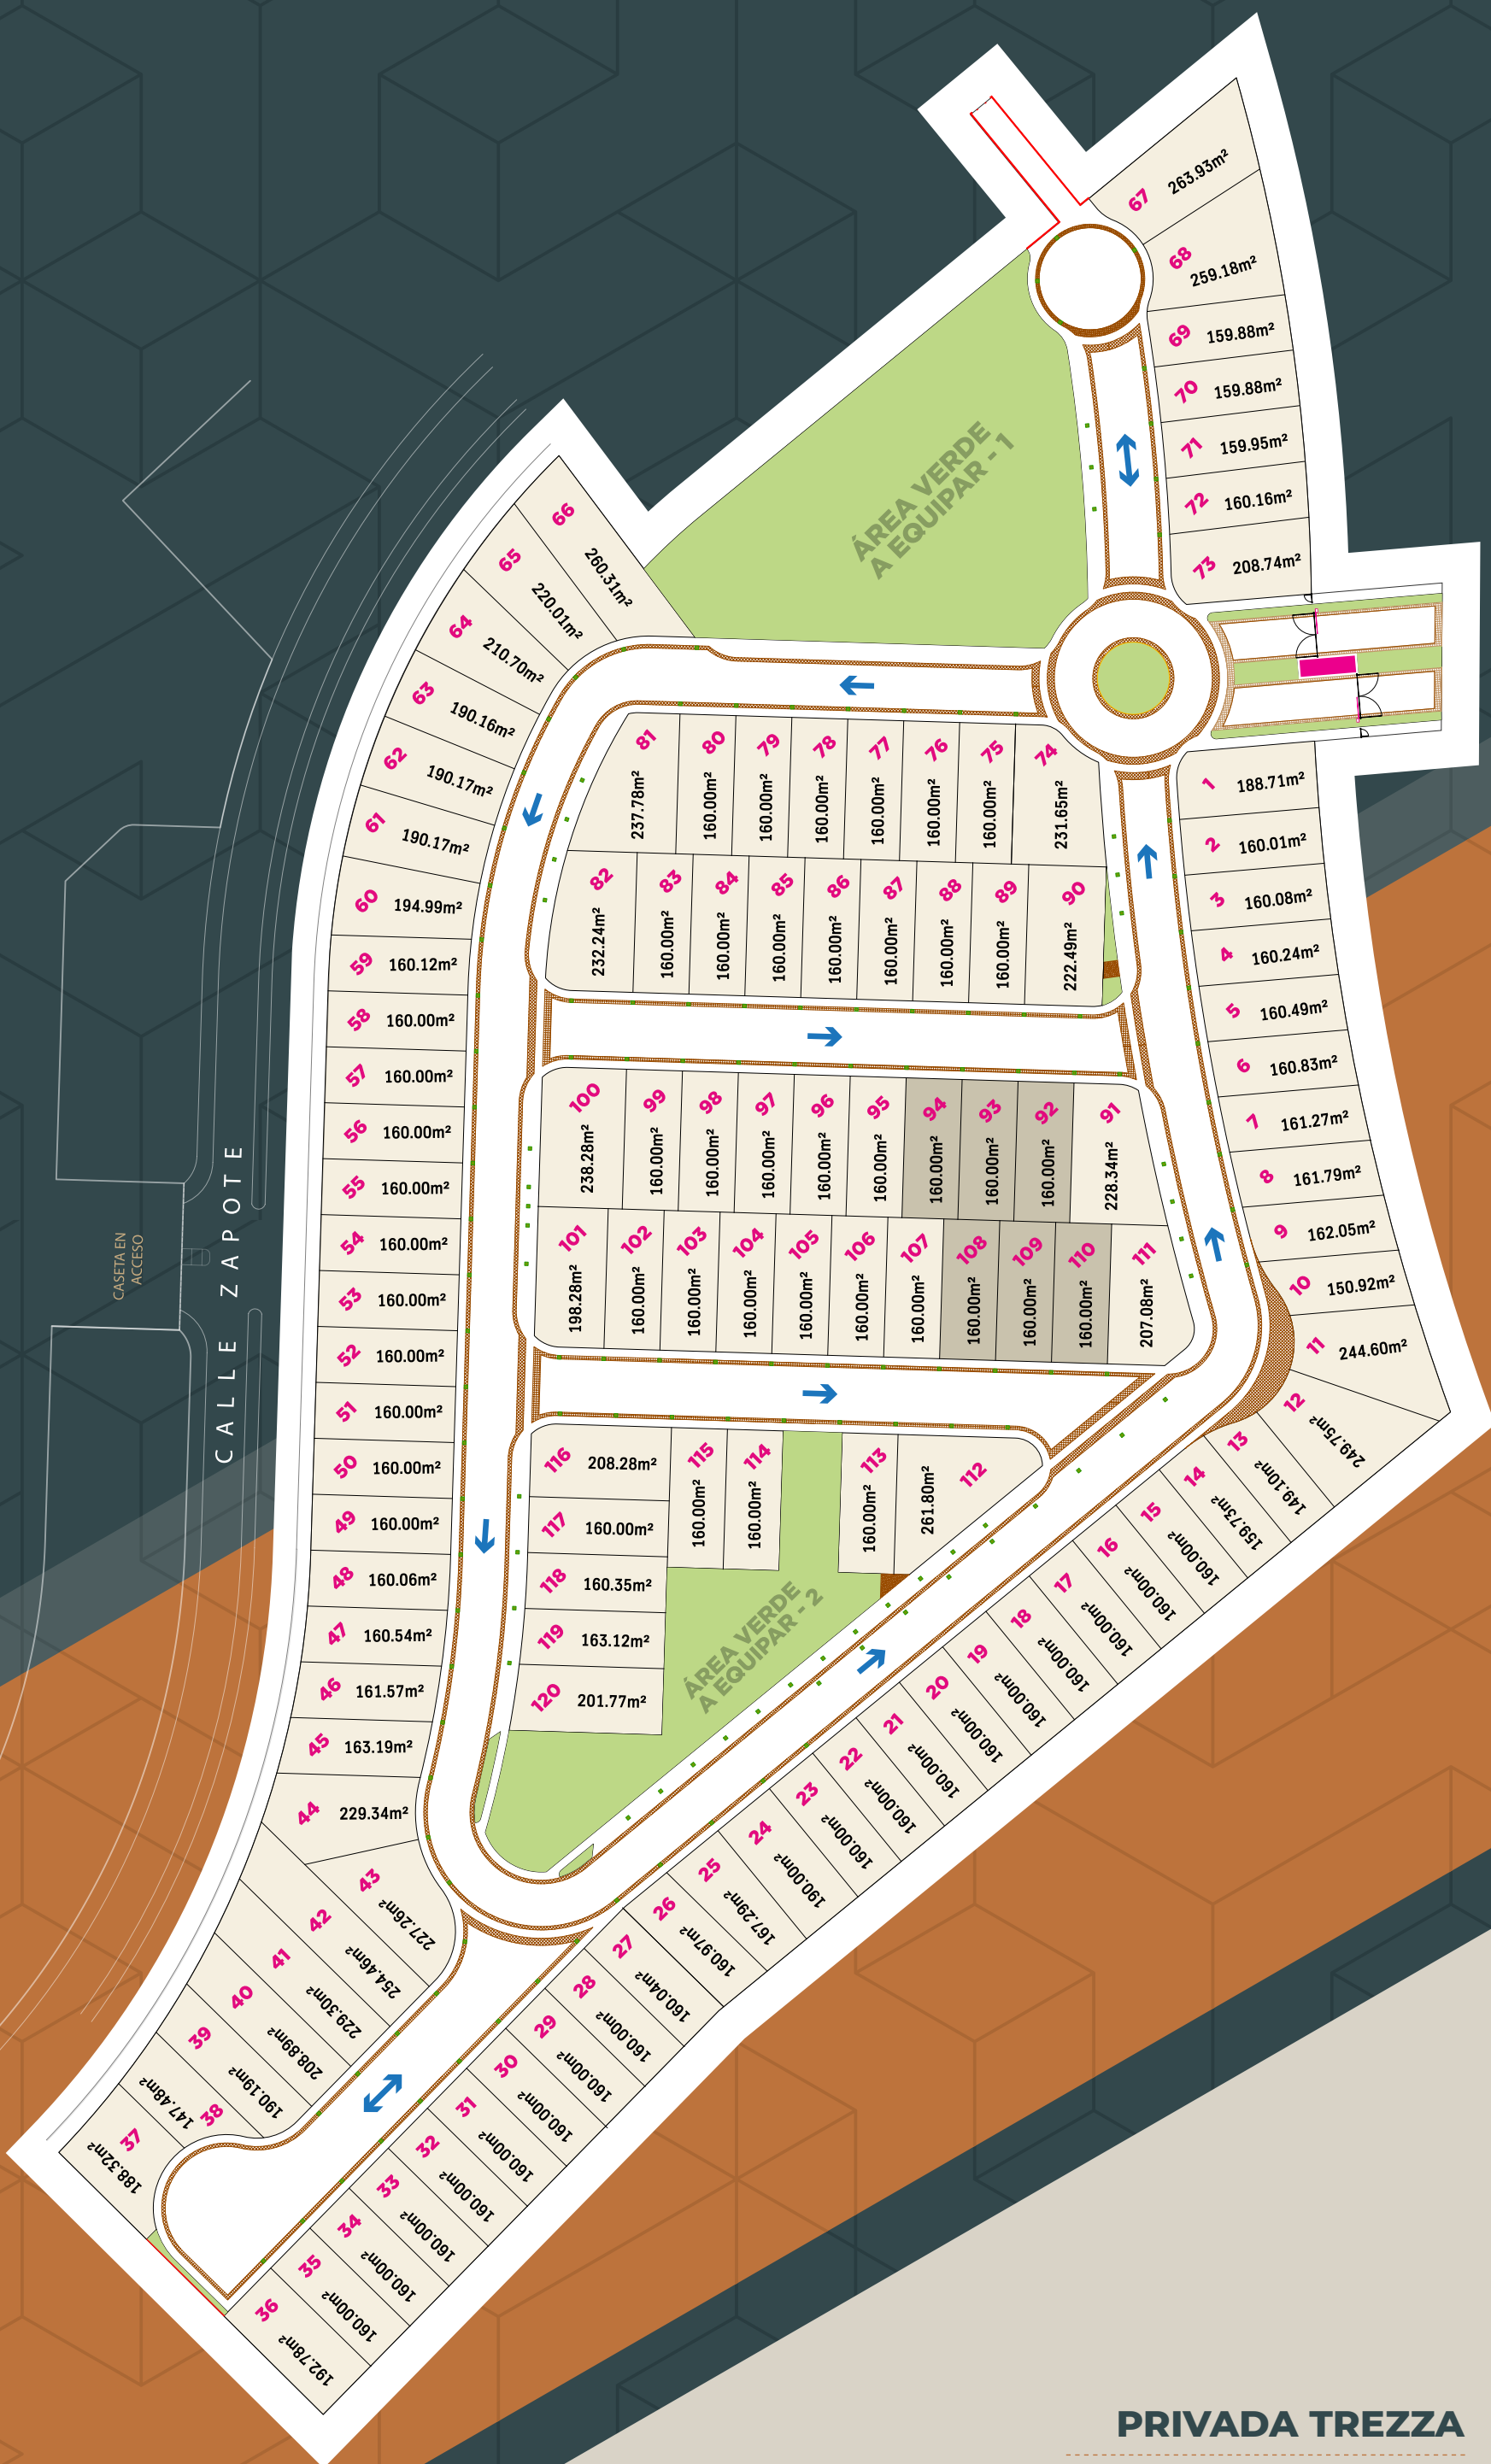 67 263.93m²
68 259.18m²
69 159.88m²
70 159.88m²
71 159.95m²
72 160.16m²
73 208.74m²
ÁREA VERDE
A EQUIPAR - 1
66 260.31m²
65 220.01m²
64 210.70m²
63 190.16m²
62 190.17m²
61 190.17m²
60 194.99m²
59 160.12m²
58 160.00m²
57 160.00m²
56 160.00m²
55 160.00m²
54 160.00m²
53 160.00m²
52 160.00m²
51 160.00m²
50 160.00m²
49 160.00m²
48 160.06m²
47 160.54m²
46 161.57m²
45 163.19m²
44 229.34m²
43 227.26m²
42 254.46m²
41 229.30m²
40 208.89m²
39 190.19m²
38 147.48m²
37 188.32m²
81 237.78m²
80 160.00m²
79 160.00m²
78 160.00m²
77 160.00m²
76 160.00m²
75 160.00m²
74 231.65m²
82 232.24m²
83 160.00m²
84 160.00m²
85 160.00m²
86 160.00m²
87 160.00m²
88 160.00m²
89 160.00m²
90 222.49m²
100 238.28m²
99 160.00m²
98 160.00m²
97 160.00m²
96 160.00m²
95 160.00m²
94 160.00m²
93 160.00m²
92 160.00m²
91 228.34m²
101 198.28m²
102 160.00m²
103 160.00m²
104 160.00m²
105 160.00m²
106 160.00m²
107 160.00m²
108 160.00m²
109 160.00m²
110 160.00m²
111 207.08m²
116 208.28m²
115 160.00m²
114 160.00m²
113 160.00m²
112 261.80m²
117 160.00m²
118 160.35m²
119 163.12m²
120 201.77m²
ÁREA VERDE
A EQUIPAR - 2
1 188.71m²
2 160.01m²
3 160.08m²
4 160.24m²
5 160.49m²
6 160.83m²
7 161.27m²
8 161.79m²
9 162.05m²
10 150.92m²
11 244.60m²
12 249.75m²
13 149.10m²
14 159.73m²
15 160.00m²
16 160.00m²
17 160.00m²
18 160.00m²
19 160.00m²
20 160.00m²
21 160.00m²
22 160.00m²
23 160.00m²
24 190.00m²
25 167.29m²
26 160.97m²
27 160.04m²
28 160.00m²
29 160.00m²
30 160.00m²
31 160.00m²
32 160.00m²
33 160.00m²
34 160.00m²
35 160.00m²
36 192.78m²
CASETA EN
ACCESO
CALLE ZAPOTE
PRIVADA TREZZA